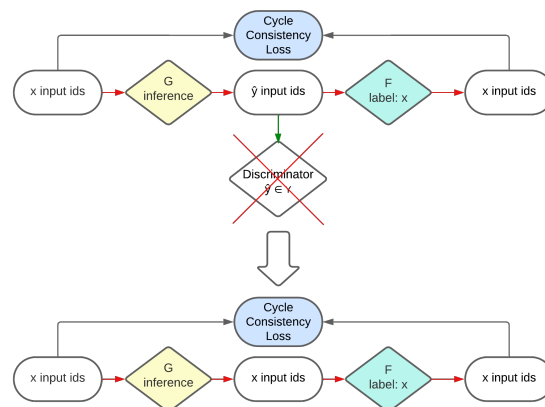 Cycle
Consistency
Loss
x input ids
G
inference
ŷ input ids
F
label: x
x input ids
Discriminator
ŷ ∈ Y
Cycle
Consistency
Loss
x input ids
G
inference
x input ids
F
label: x
x input ids